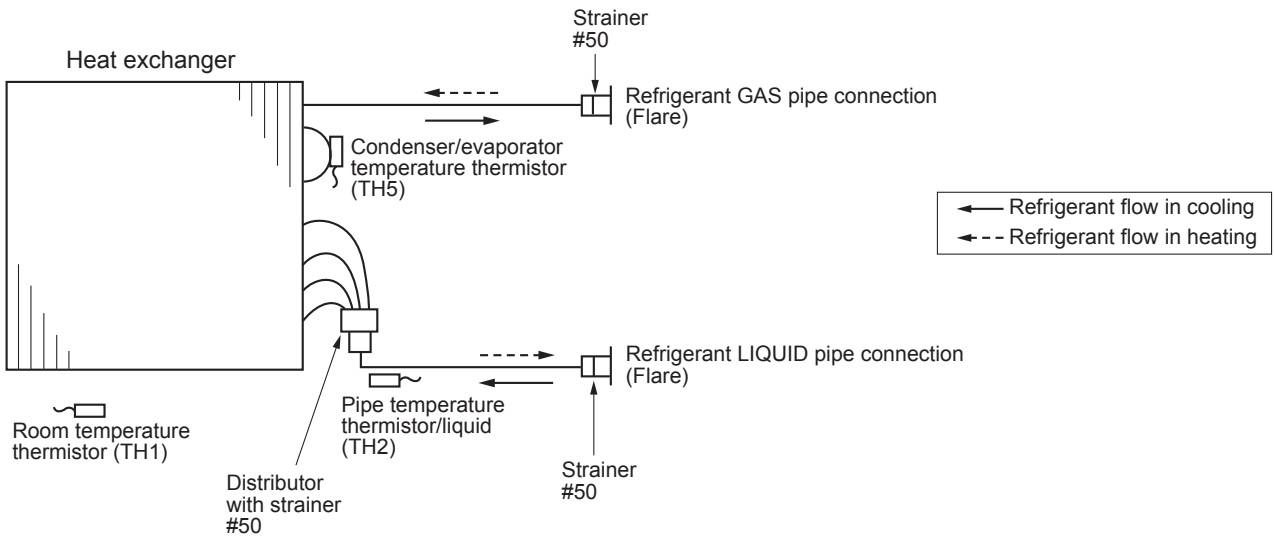 Strainer
#50
Heat exchanger
Refrigerant GAS pipe connection
(Flare)
Condenser/evaporator
temperature thermistor
(TH5)
Refrigerant flow in cooling
Refrigerant flow in heating
Refrigerant LIQUID pipe connection
(Flare)
Pipe temperature
thermistor/liquid
(TH2)
Room temperature
thermistor (TH1)
Distributor
with strainer
#50
Strainer
#50